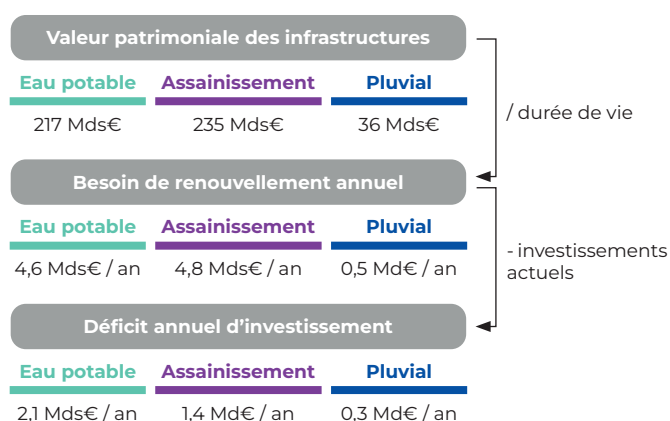 Valeur patrimoniale des infrastructures
Eau potable Assainissement Pluvial
217 Mds€ 235 Mds€ 36 Mds€
/ durée de vie
Besoin de renouvellement annuel
Eau potable Assainissement Pluvial
4,6 Mds€ / an 4,8 Mds€ / an 0,5 Md€ / an
- investissements
actuels
Déficit annuel d’investissement
Eau potable Assainissement Pluvial
2,1 Mds€ / an 1,4 Md€ / an 0,3 Md€ / an